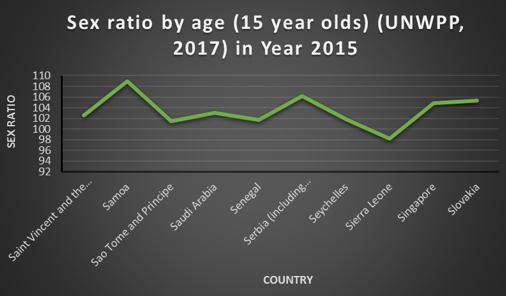 Sex ratio by age (15 year olds) (UNWPP,
2017) in Year 2015
SEX RATIO
110
108
106
104
102
100
98
96
94
92
Saint Vincent and the...
Samoa
Sao Tome and Principe
Saudi Arabia
Senegal
Serbia (including...
Seychelles
Sierra Leone
Singapore
Slovakia
COUNTRY